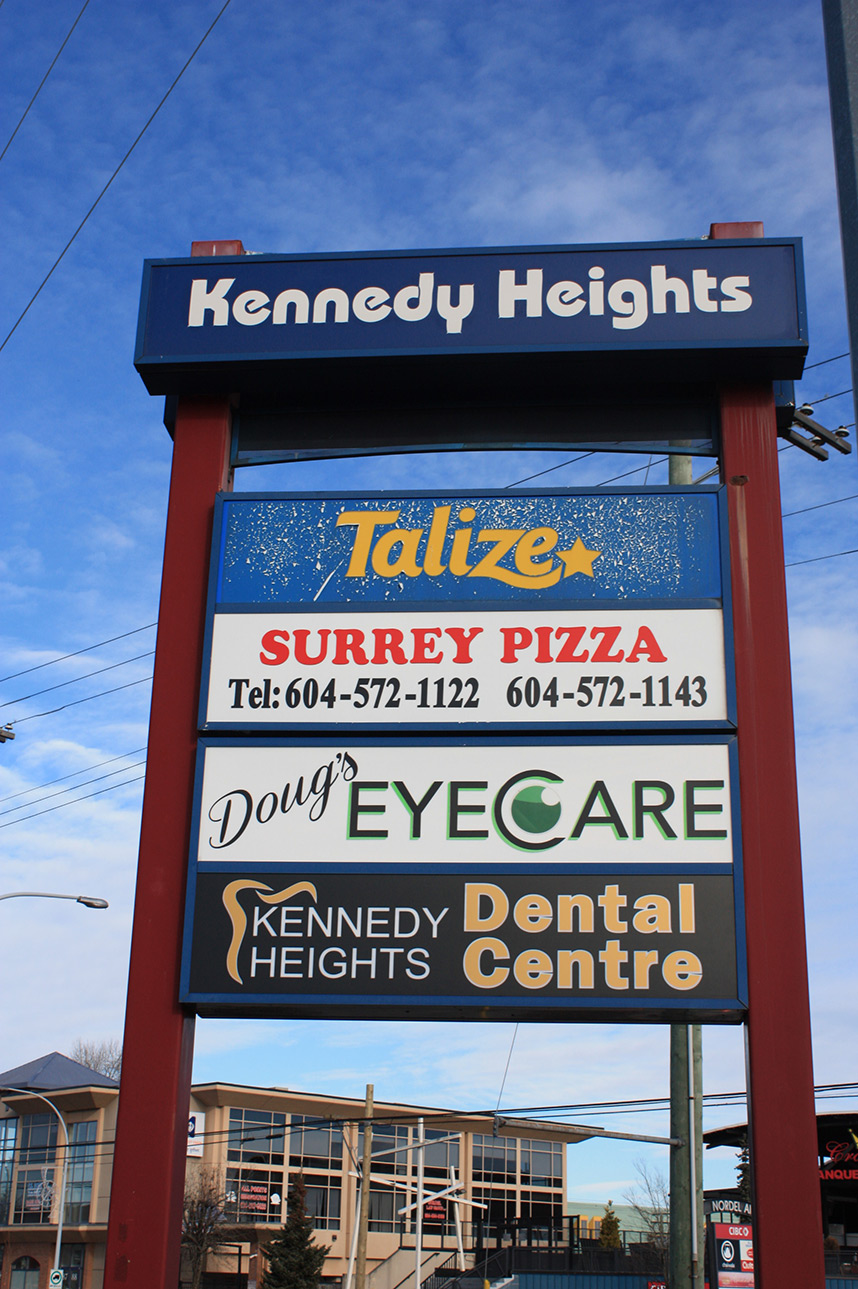 Kennedy Heights
Talize
SURREY PIZZA
Tel: 604-572-1122 604-572-1143
Doug's EYECARE
KENNEDY HEIGHTS Dental Centre
NORDEL
CIBC